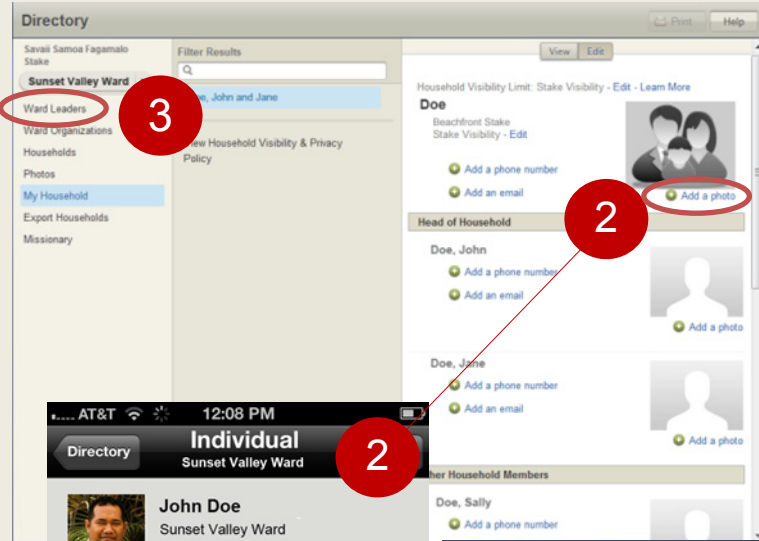 Directory
Print
Help
Savaii Samoa Fagamalo
Stake
Sunset Valley Ward
Ward Leaders
Ward Organizations
Households
Photos
My Household
Export Households
Missionary
3
Filter Results
John and Jane
Household Visibility & Privacy
Policy
View
Edit
Household Visibility Limit: Stake Visibility - Edit - Learn More
Doe
Beachfront Stake
Stake Visibility - Edit
Add a phone number
Add an email
Add a photo
2
Head of Household
Doe, John
Add a phone number
Add an email
Add a photo
Doe, Jane
Add a phone number
Add an email
Add a photo
Household Members
Doe, Sally
Add a phone number
AT&T
12:08 PM
Directory
Individual
Sunset Valley Ward
2
John Doe
Sunset Valley Ward